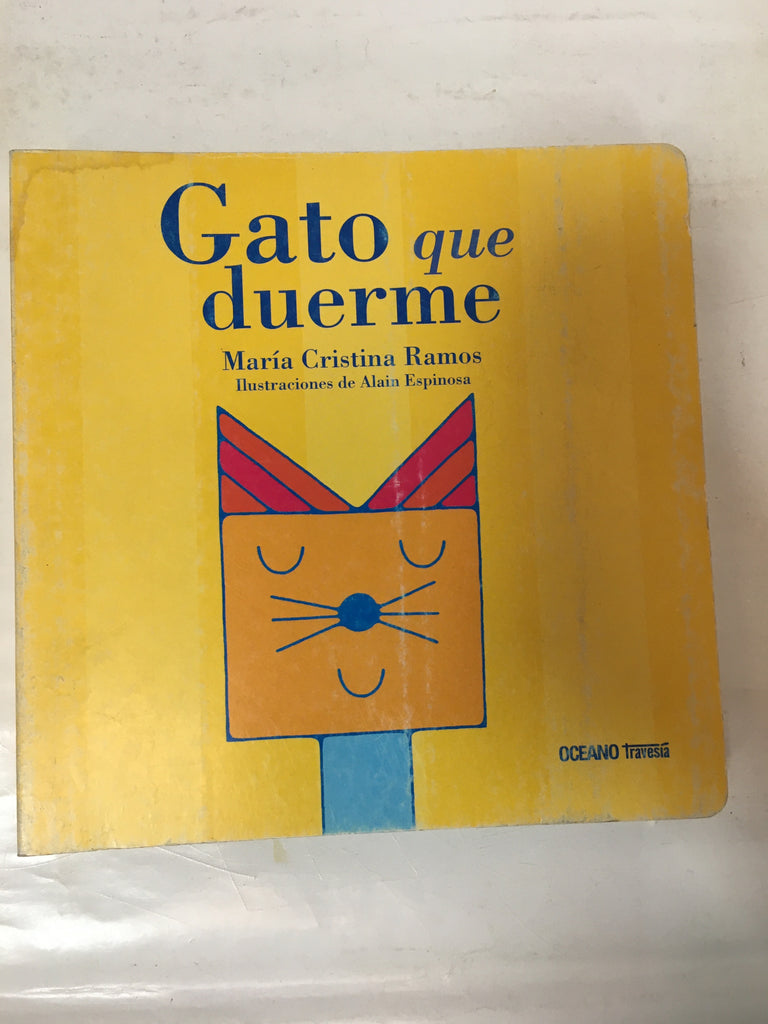 Gato que
duerme
María Cristina Ramos
Ilustraciones de Alain Espinosa
OCEANO Travesía